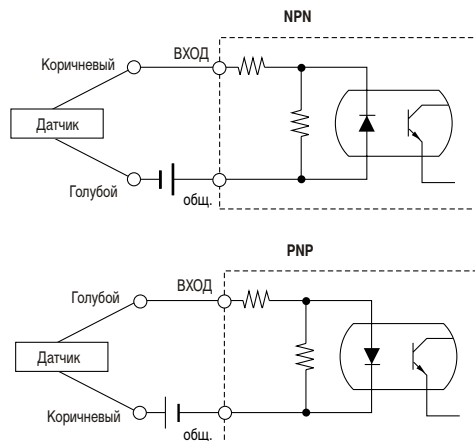 NPN
Коричневый
ВХОД
Датчик
Голубой
общ.
PNP
Голубой
ВХОД
Датчик
Коричневый
общ.